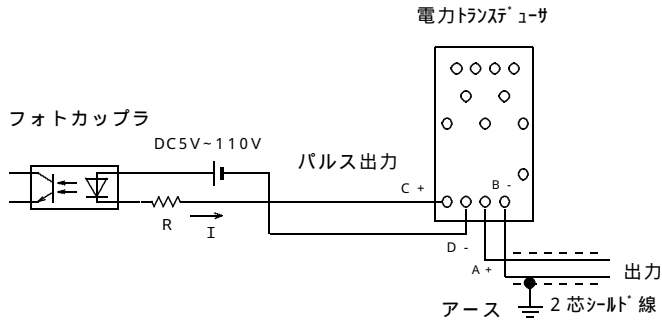 電力ﾄﾗﾝｽﾃﾞｭｰｻ
フォトカップラ
DC5V~110V
パルス出力
C +
B -
R
I
D -
A +
出力
アース
2芯ｼｰﾙﾄﾞ線